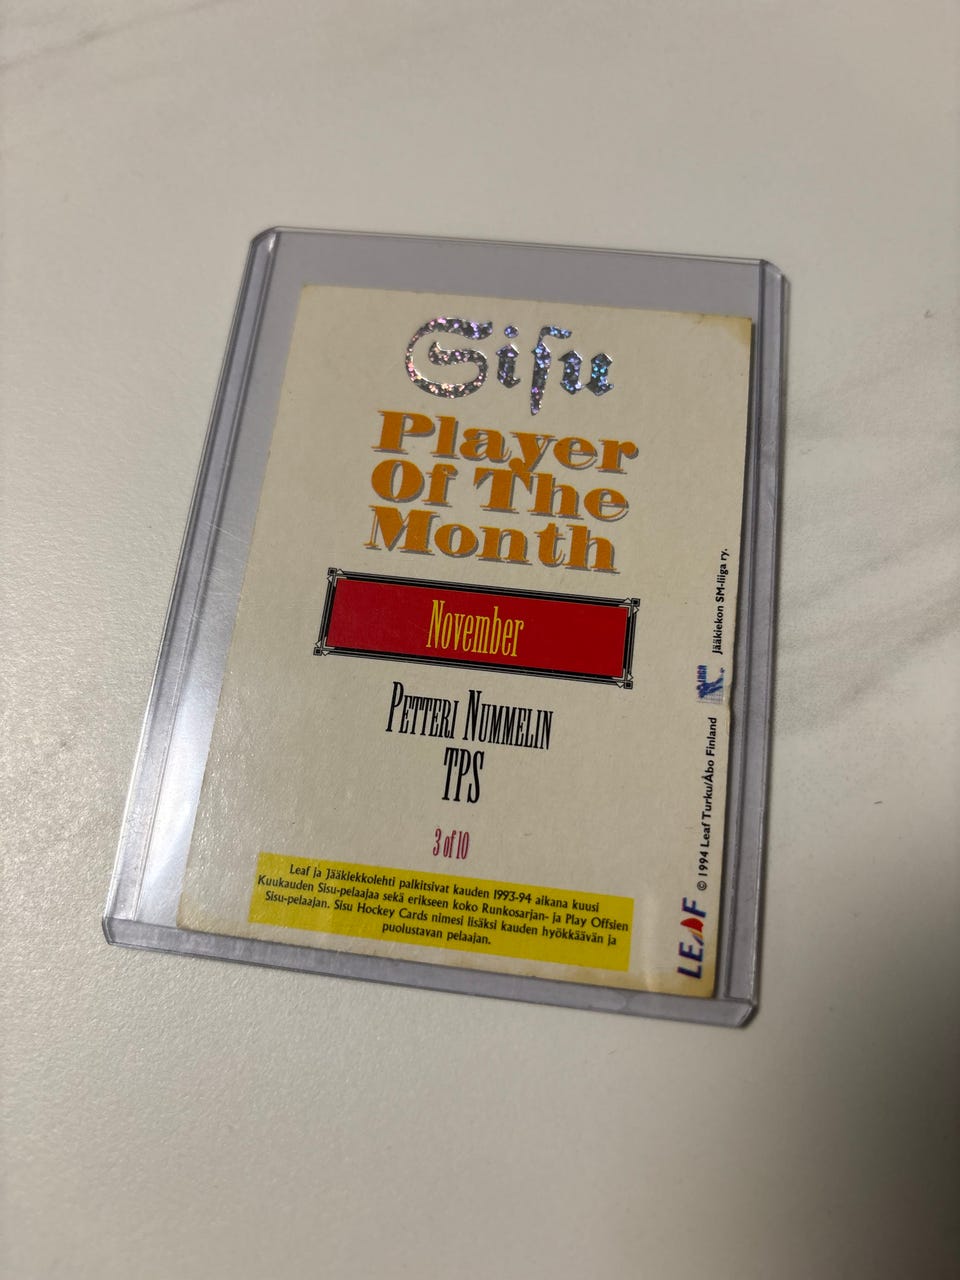 Sisu
Player
Of The
Month
November
PETTERI NUMMELIN
TPS
3 of 10
Leaf ja Jääkiekkolehti palkitsivat kauden 1993-94 aikana kuusi
Kuukauden Sisu-pelaajaa sekä erikseen koko Runkosarjan- ja Play Offsien
Sisu-pelaajan. Sisu Hockey Cards nimesi lisäksi kauden hyökkäävän ja
puolustavan pelaajan.
LEAF
© 1994 Leaf Turku/Åbo Finland
LIIGA
Jääkiekon SM-liiga ry.